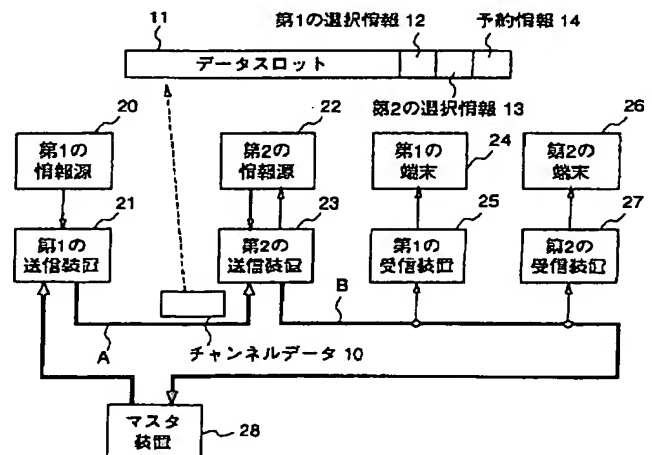 11
第1の選択情報 12
予約情報 14
データスロット
第2の選択情報 13
20
第1の
情報源
21
第1の
送信装置
22
第2の
情報源
23
第2の
送信装置
第1の
端末
24
25
第1の
受信装置
26
第2の
端末
27
第2の
受信装置
A
B
チャンネルデータ 10
マスタ
装置
28